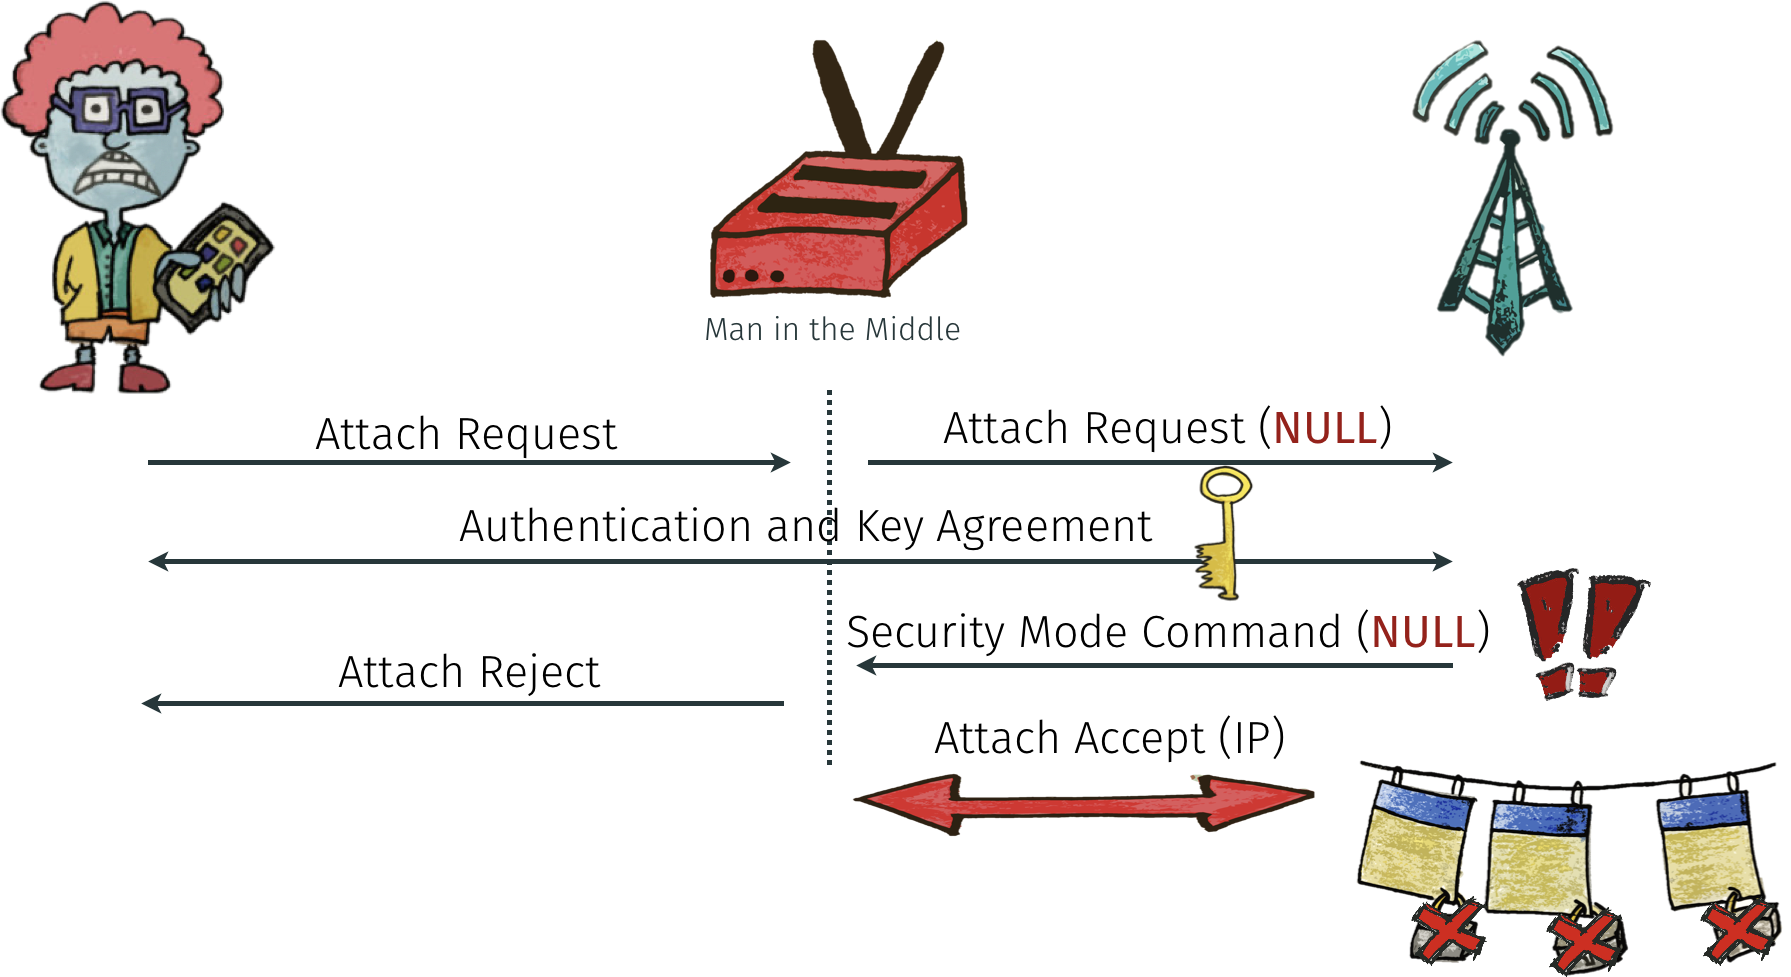 Man in the Middle
Attach Request
Attach Request (NULL)
Authentication and Key Agreement
Security Mode Command (NULL)
Attach Reject
Attach Accept (IP)